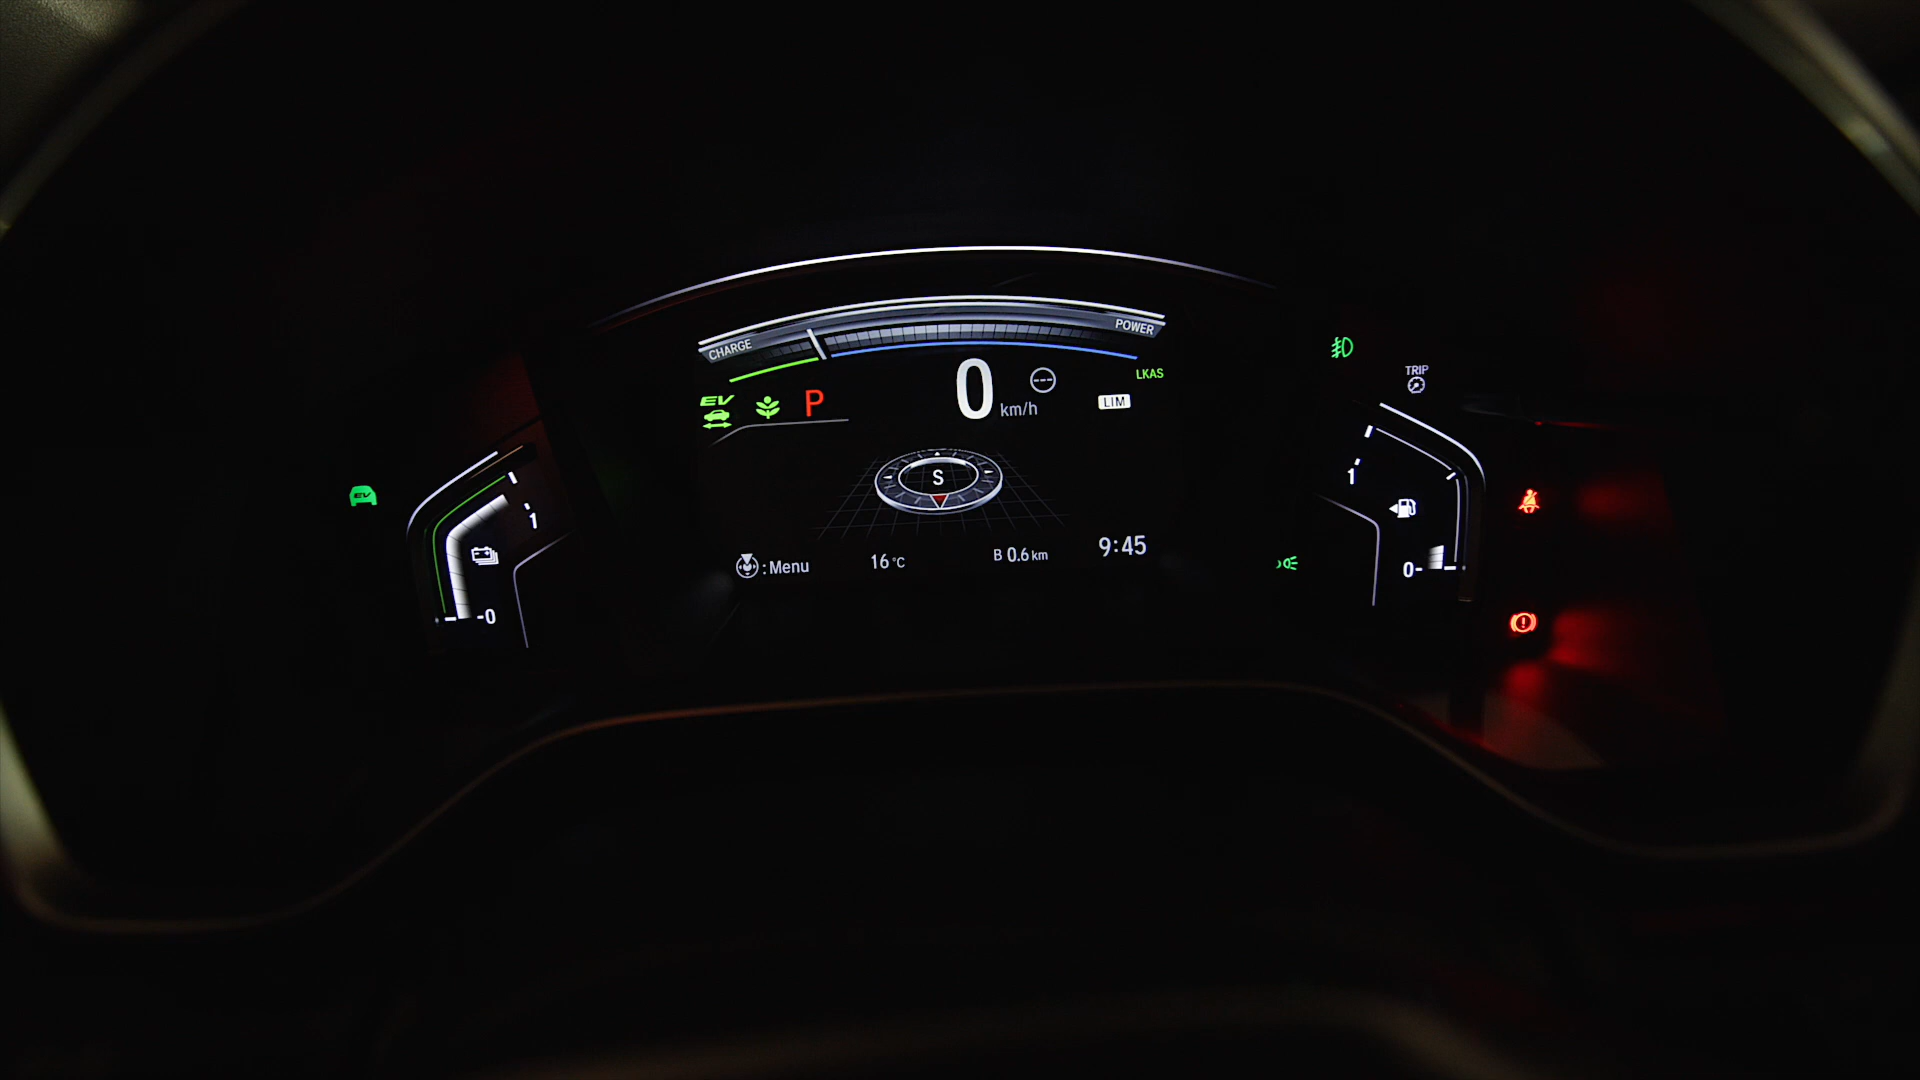 CHARGE
POWER
EV
P
0 km/h
LKAS
LIM
TRIP
1
0-
EV
1
-0
S
: Menu
16°C
B 0.6 km
9:45